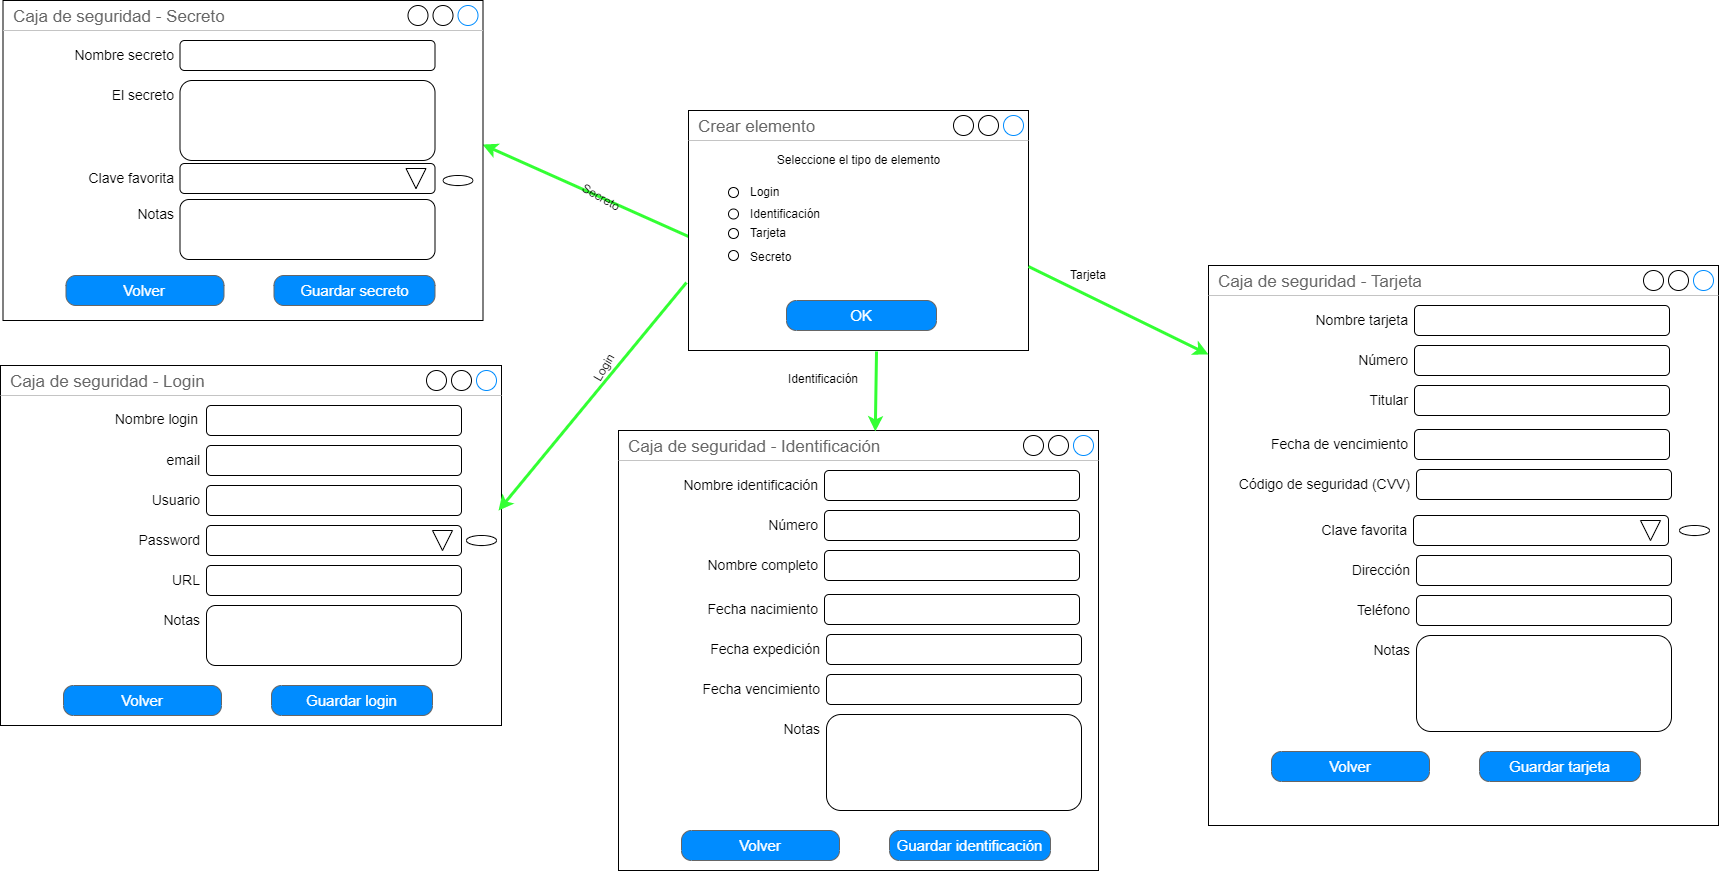 Caja de seguridad - Secreto
Nombre secreto
El secreto
Clave favorita
Notas
Volver
Guardar secreto
Crear elemento
Seleccione el tipo de elemento
Login
Identificación
Tarjeta
Secreto
OK
Secreto
Login
Identificación
Tarjeta
Caja de seguridad - Login
Nombre login
email
Usuario
Password
URL
Notas
Volver
Guardar login
Caja de seguridad - Identificación
Nombre identificación
Número
Nombre completo
Fecha nacimiento
Fecha expedición
Fecha vencimiento
Notas
Volver
Guardar identificación
Caja de seguridad - Tarjeta
Nombre tarjeta
Número
Titular
Fecha de vencimiento
Código de seguridad (CVV)
Clave favorita
Dirección
Teléfono
Notas
Volver
Guardar tarjeta